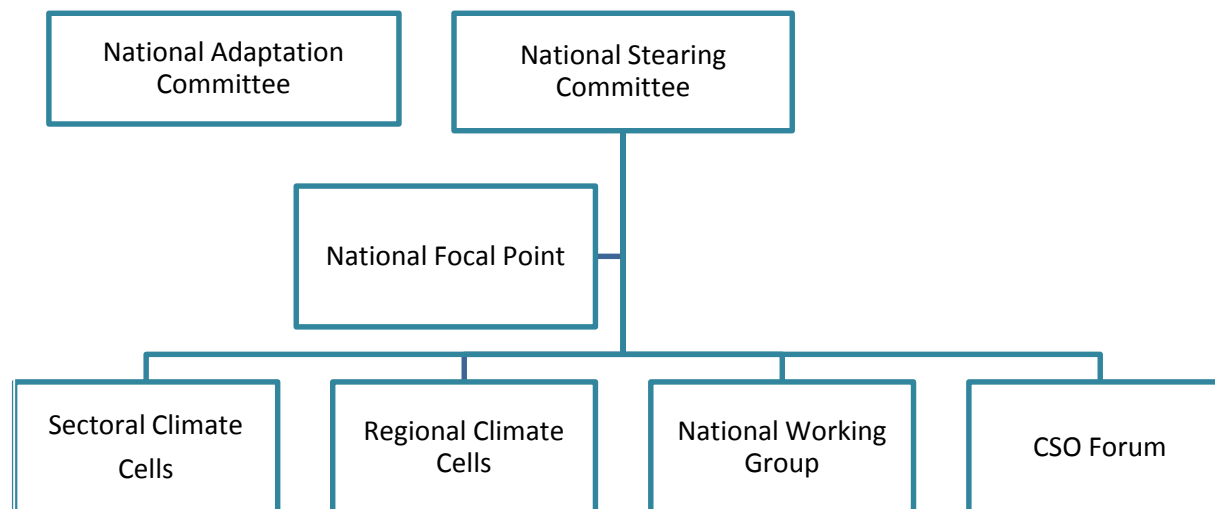 National Adaptation
Committee
National Stearing
Committee
National Focal Point
Sectoral Climate
Cells
Regional Climate
Cells
National Working
Group
CSO Forum